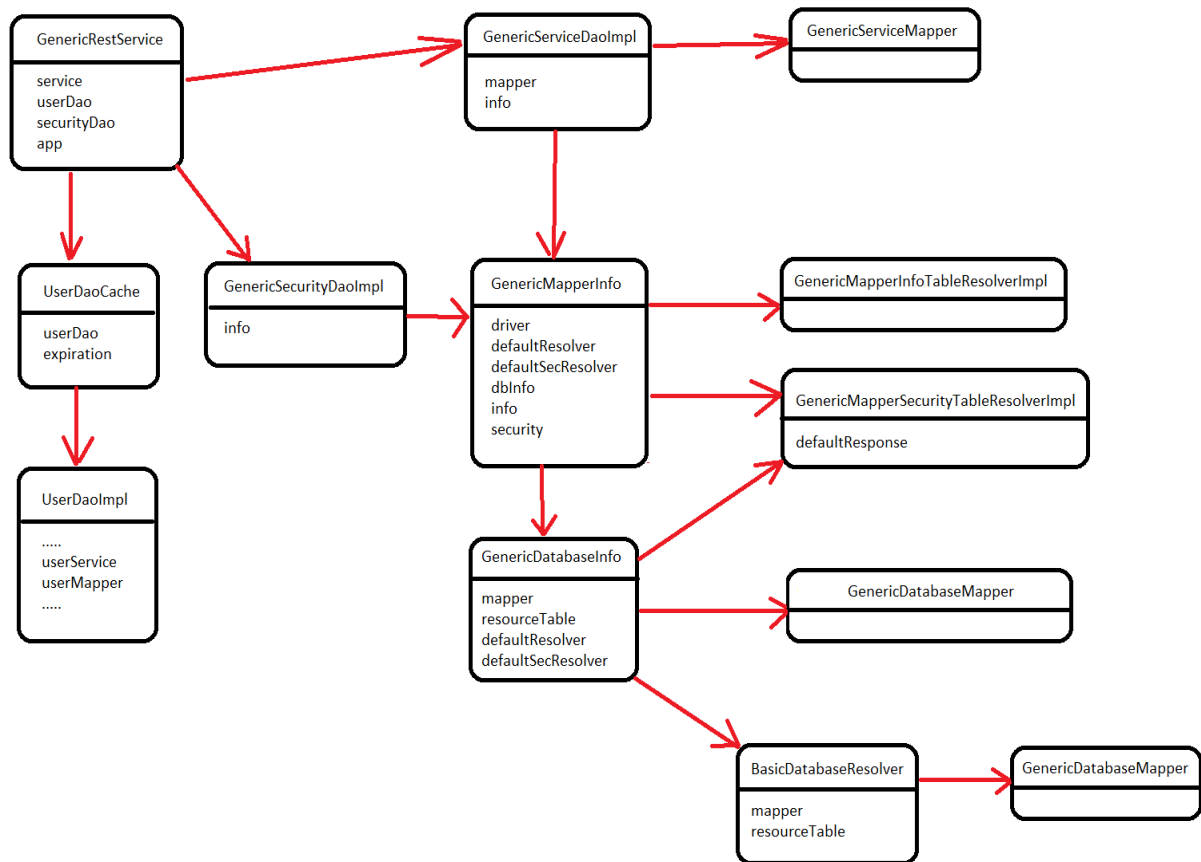 GenericRestService
service
userDao
securityDao
app
GenericServiceDaoImpl
mapper
info
GenericServiceMapper
UserDaoCache
userDao
expiration
GenericSecurityDaoImpl
info
GenericMapperInfo
driver
defaultResolver
defaultSecResolver
dbInfo
info
security
GenericMapperInfoTableResolverImpl
GenericMapperSecurityTableResolverImpl
defaultResponse
UserDaoImpl
.....
userService
userMapper
.....
GenericDatabaseInfo
mapper
resourceTable
defaultResolver
defaultSecResolver
GenericDatabaseMapper
BasicDatabaseResolver
mapper
resourceTable
GenericDatabaseMapper